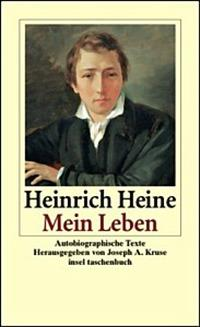 Heinrich Heine
Mein Leben
Autobiographische Texte
Herausgegeben von Joseph A. Kruse
insel taschenbuch